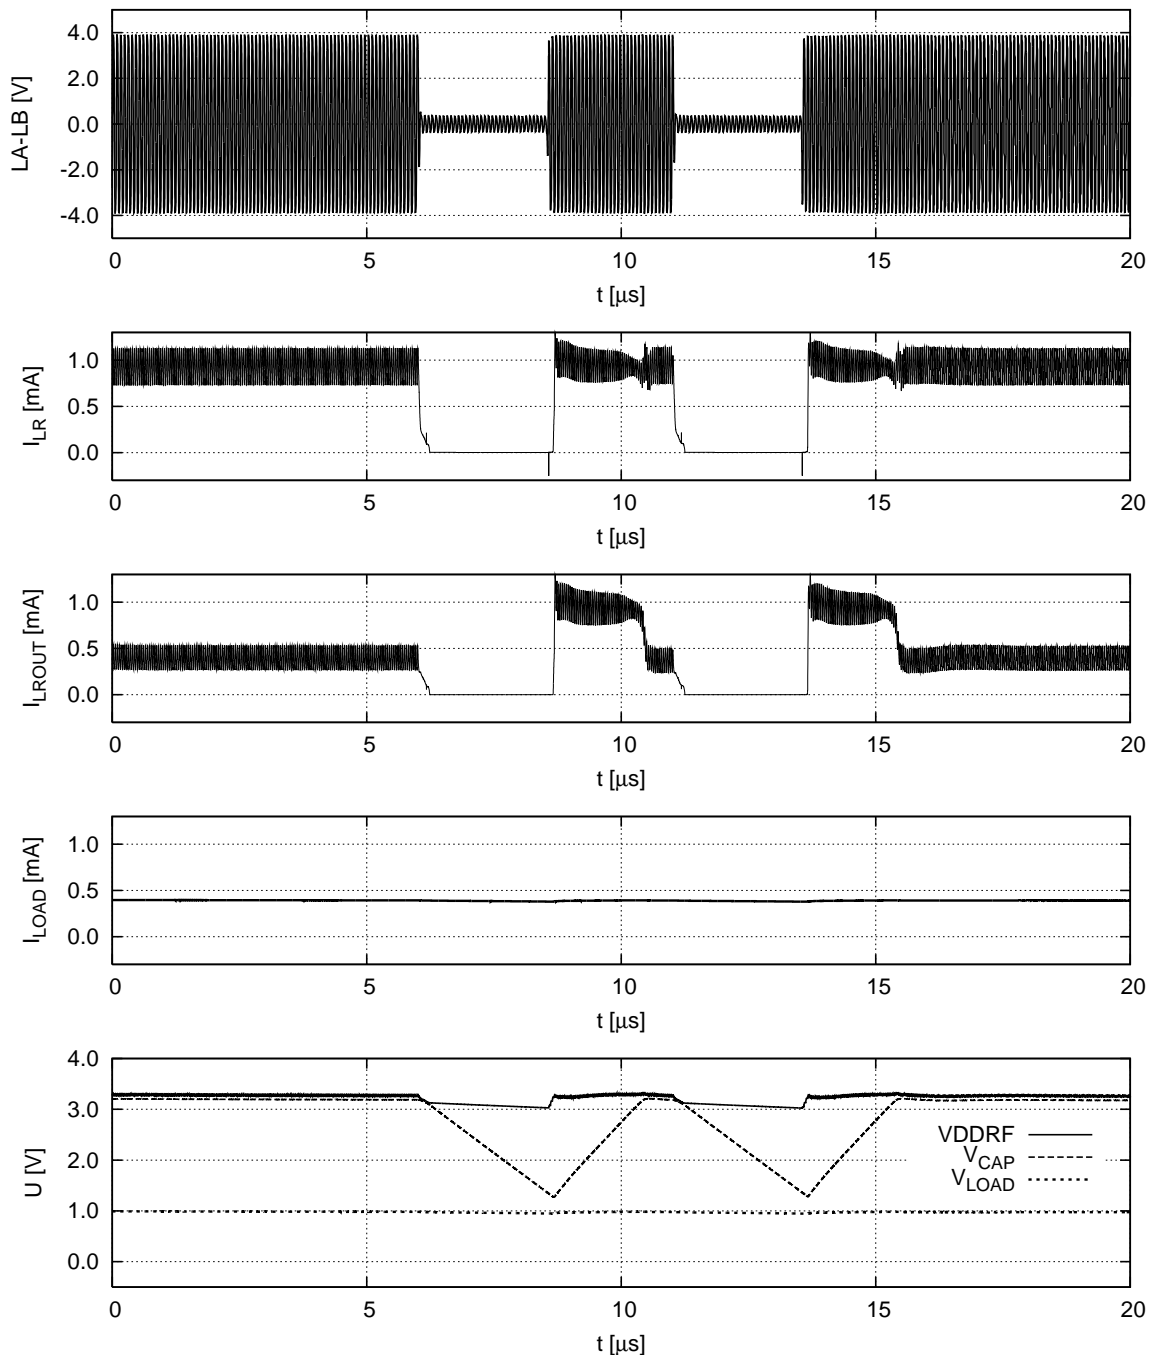 4.0
2.0
0.0
-2.0
-4.0
LA-LB [V]
0 5 10 15 20
t [μs]
1.0
0.5
0.0
I_LR [mA]
0 5 10 15 20
t [μs]
1.0
0.5
0.0
I_LROUT [mA]
0 5 10 15 20
t [μs]
1.0
0.5
0.0
I_LOAD [mA]
0 5 10 15 20
t [μs]
4.0
3.0
2.0
1.0
0.0
U [V]
VDDRF
V_CAP
V_LOAD
0 5 10 15 20
t [μs]